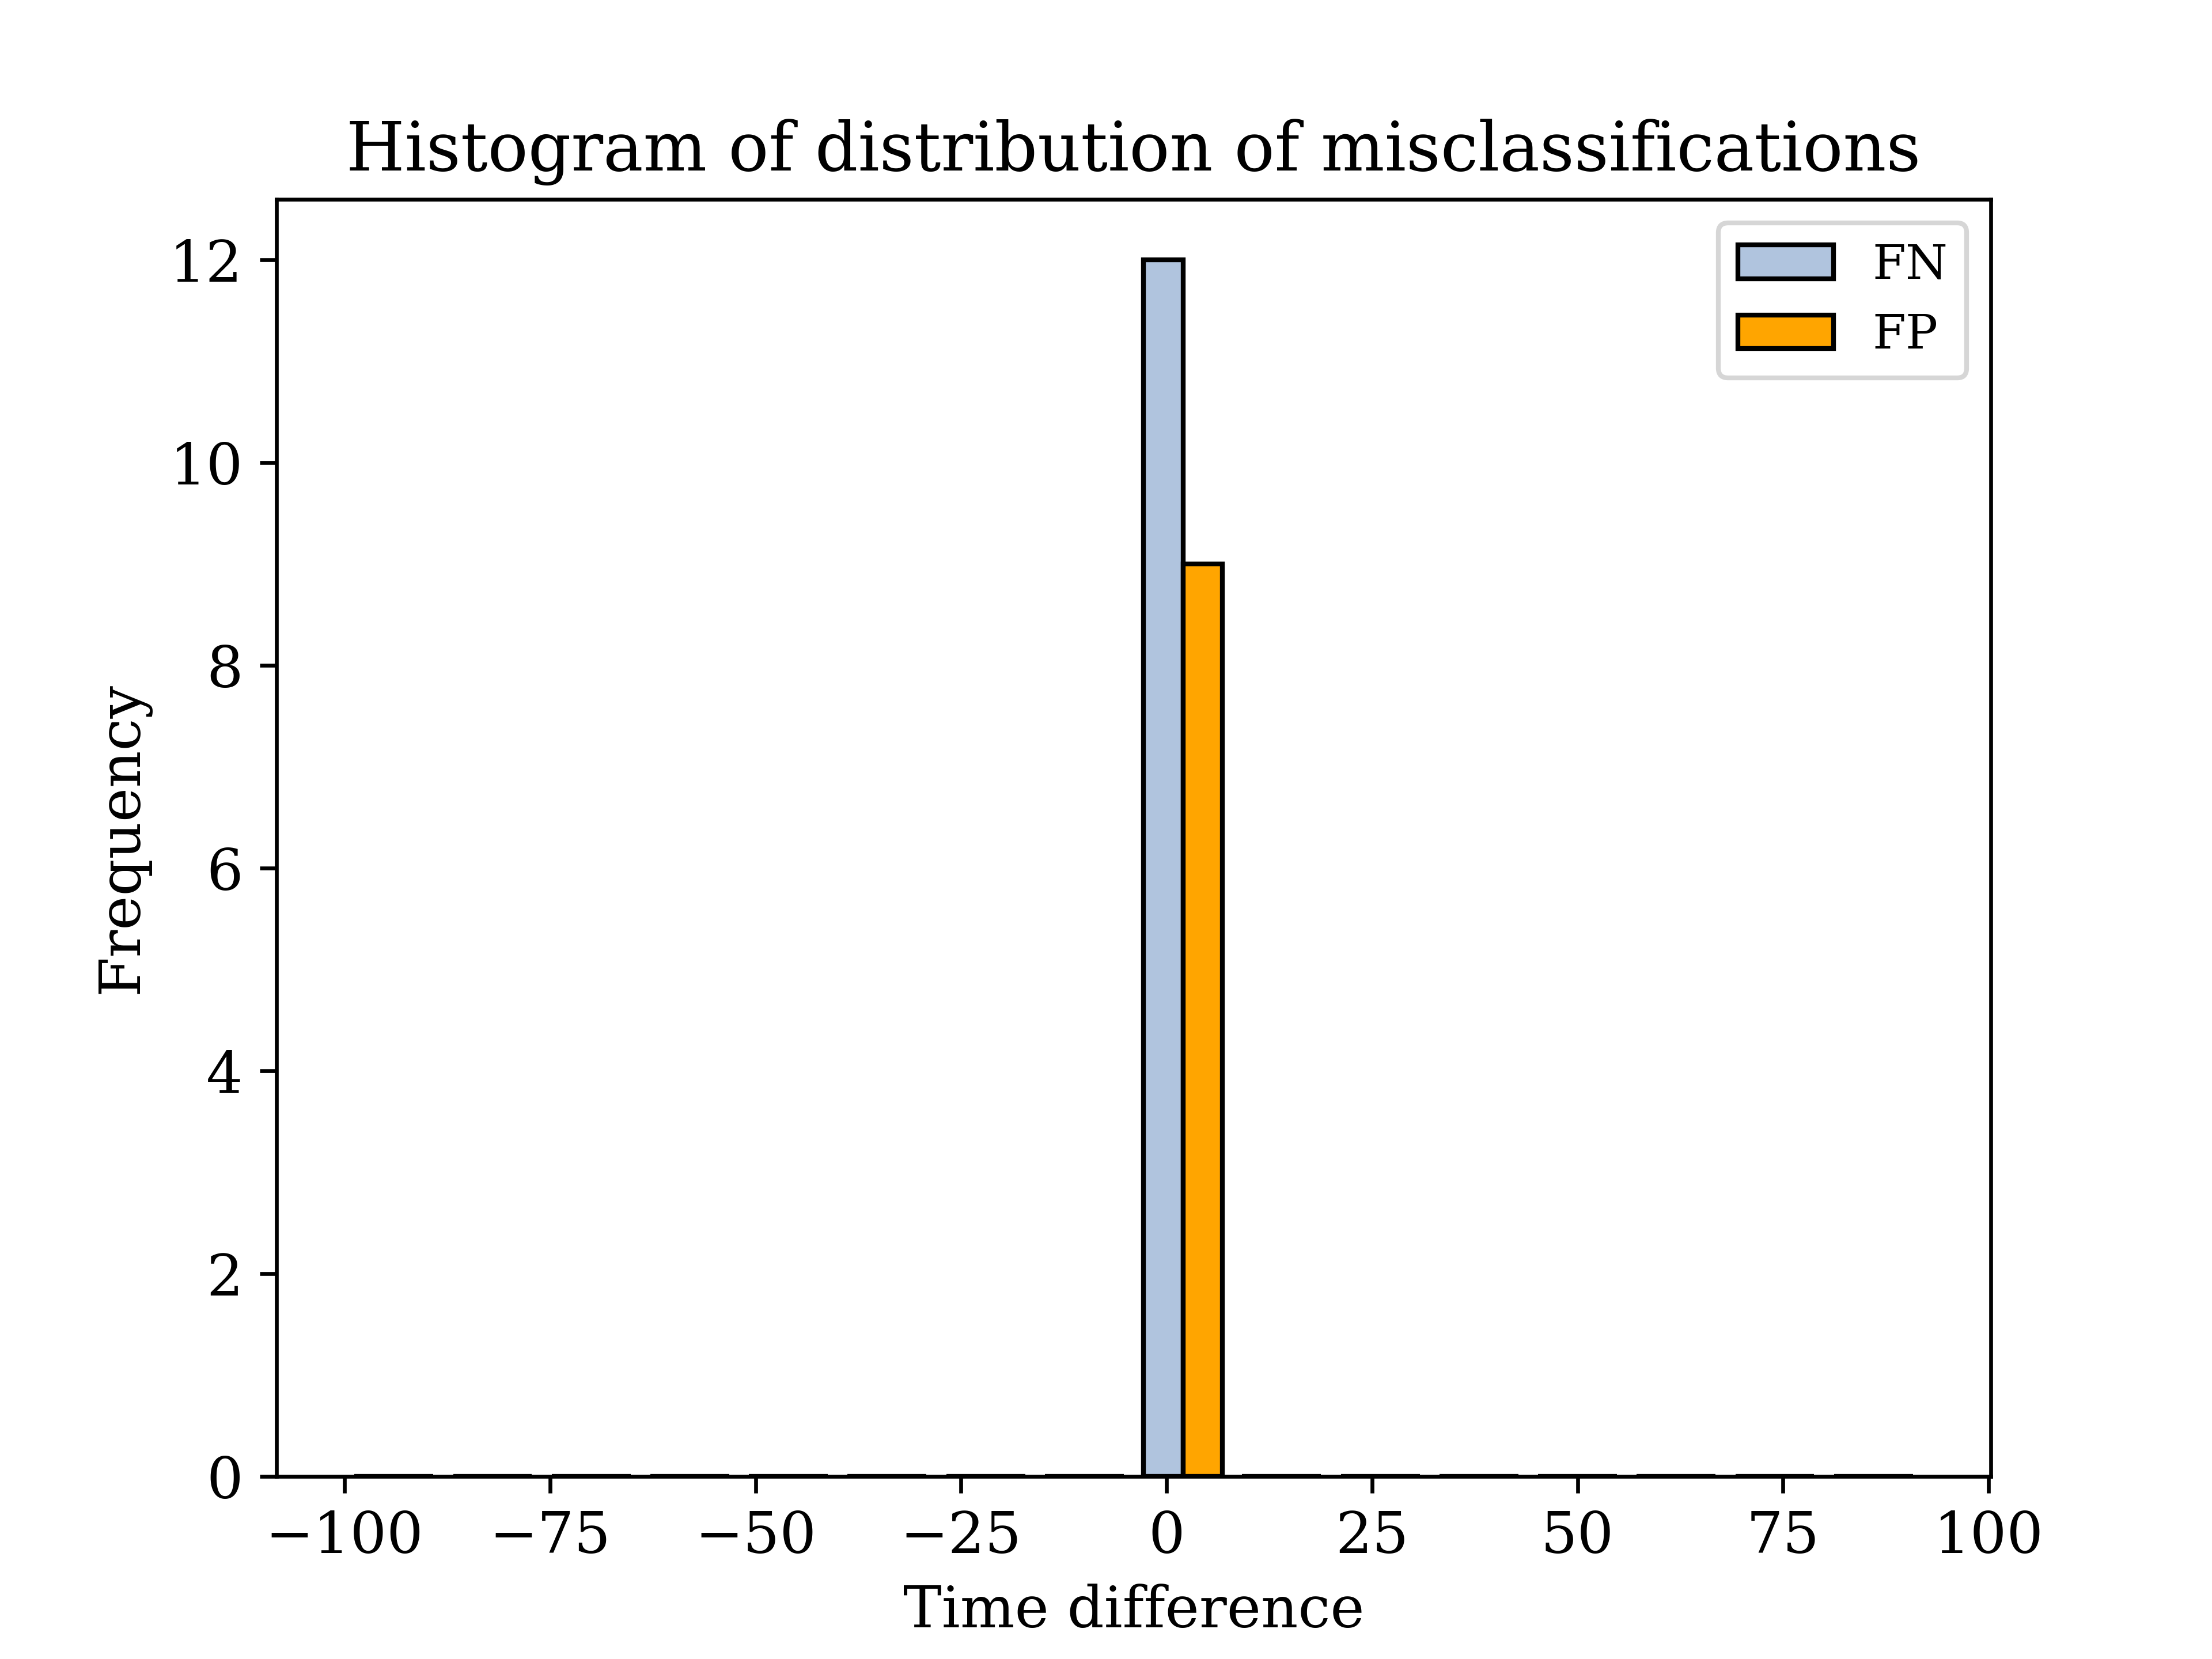 Histogram of distribution of misclassifications
FN
FP
12
10
8
6
4
2
0
Frequency
−100 −75 −50 −25 0 25 50 75 100
Time difference